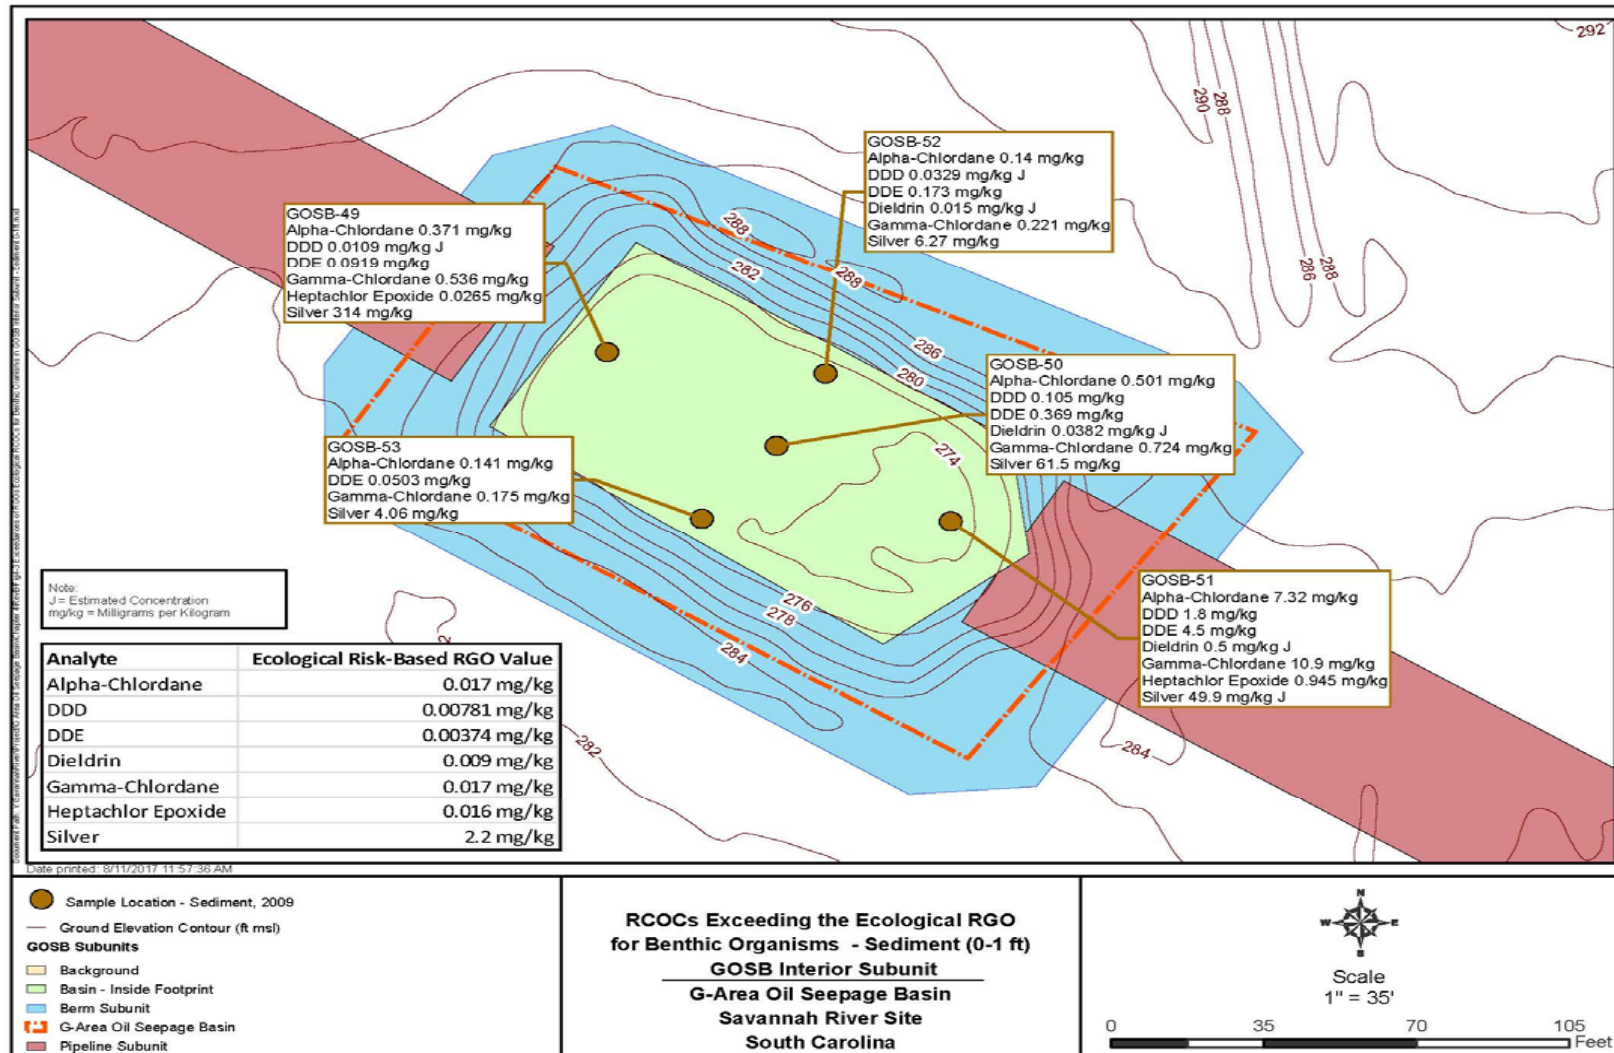 292
290
288
286
288
GOSB-52
Alpha-Chlordane 0.14 mg/kg
DDD 0.0329 mg/kg J
DDE 0.173 mg/kg
Dieldrin 0.015 mg/kg J
Gamma-Chlordane 0.221 mg/kg
Silver 6.27 mg/kg
GOSB-49
Alpha-Chlordane 0.371 mg/kg
DDD 0.0109 mg/kg J
DDE 0.0919 mg/kg
Gamma-Chlordane 0.536 mg/kg
Heptachlor Epoxide 0.0265 mg/kg
Silver 314 mg/kg
288
282
288
286
280
GOSB-50
Alpha-Chlordane 0.501 mg/kg
DDD 0.105 mg/kg
DDE 0.369 mg/kg
Dieldrin 0.0382 mg/kg J
Gamma-Chlordane 0.724 mg/kg
Silver 61.5 mg/kg
GOSB-53
Alpha-Chlordane 0.141 mg/kg
DDE 0.0503 mg/kg
Gamma-Chlordane 0.175 mg/kg
Silver 4.06 mg/kg
274
GOSB-51
Alpha-Chlordane 7.32 mg/kg
DDD 1.8 mg/kg
DDE 4.5 mg/kg
Dieldrin 0.5 mg/kg J
Gamma-Chlordane 10.9 mg/kg
Heptachlor Epoxide 0.945 mg/kg
Silver 49.9 mg/kg J
276
278
284
282
284
Note:
J = Estimated Concentration
mg/kg = Milligrams per Kilogram
Analyte Ecological Risk-Based RGO Value
Alpha-Chlordane 0.017 mg/kg
DDD 0.00781 mg/kg
DDE 0.00374 mg/kg
Dieldrin 0.009 mg/kg
Gamma-Chlordane 0.017 mg/kg
Heptachlor Epoxide 0.016 mg/kg
Silver 2.2 mg/kg
Date printed: 8/11/2017 11:57:36 AM
Sample Location - Sediment, 2009
Ground Elevation Contour (ft msl)
GOSB Subunits
Background
Basin - Inside Footprint
Berm Subunit
G-Area Oil Seepage Basin
Pipeline Subunit
RCOCs Exceeding the Ecological RGO
for Benthic Organisms - Sediment (0-1 ft)
GOSB Interior Subunit
G-Area Oil Seepage Basin
Savannah River Site
South Carolina
N
W E
S
Scale
1" = 35'
0 35 70 105
Feet